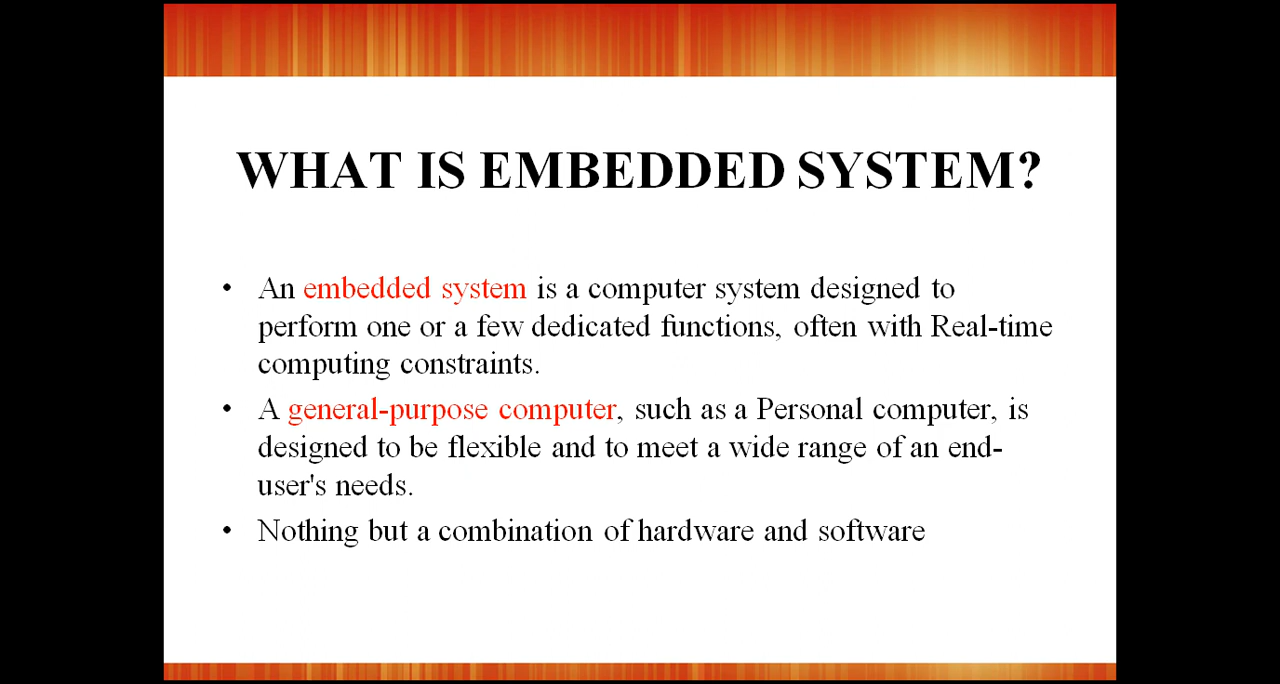 WHAT IS EMBEDDED SYSTEM?
• An embedded system is a computer system designed to
perform one or a few dedicated functions, often with Real-time
computing constraints.
• A general-purpose computer, such as a Personal computer, is
designed to be flexible and to meet a wide range of an end-
user's needs.
• Nothing but a combination of hardware and software